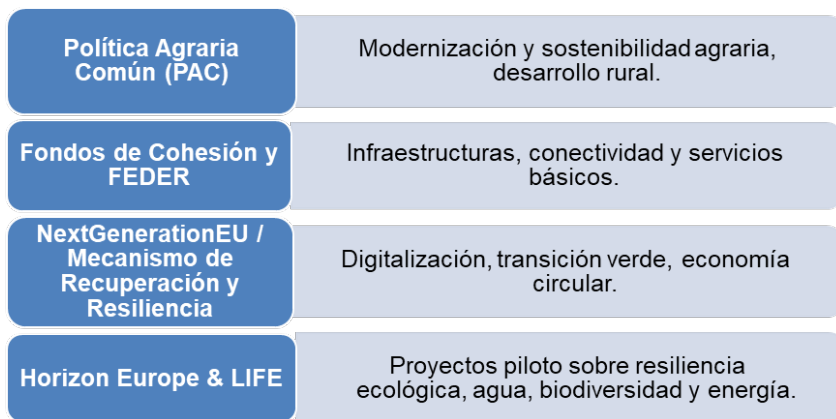 Política Agraria
Común (PAC)
Modernización y sostenibilidad agraria,
desarrollo rural.
Fondos de Cohesión y
FEDER
Infraestructuras, conectividad y servicios
básicos.
NextGenerationEU /
Mecanismo de
Recuperación y
Resiliencia
Digitalización, transición verde, economía
circular.
Horizon Europe & LIFE
Proyectos piloto sobre resiliencia
ecológica, agua, biodiversidad y energía.